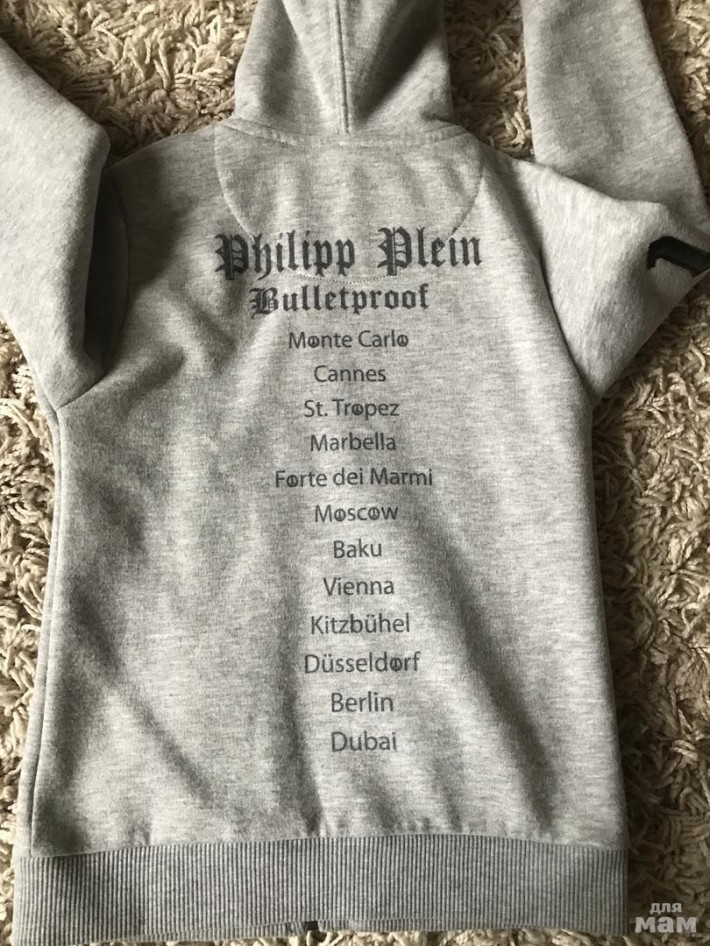 Philipp Plein
Bulletproof
Monte Carlo
Cannes
St. Tropez
Marbella
Forte dei Marmi
Moscow
Baku
Vienna
Kitzbühel
Düsseldorf
Berlin
Dubai
для
мам